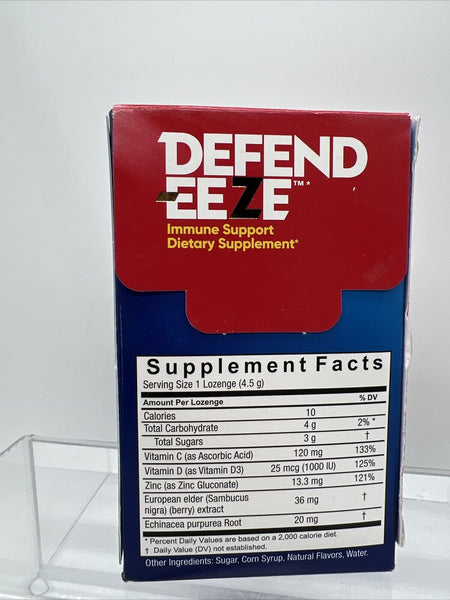 DEFEND
-EEZE™*
Immune Support
Dietary Supplement*
Supplement Facts
Serving Size 1 Lozenge (4.5 g)
Amount Per Lozenge % DV
Calories 10
Total Carbohydrate 4 g 2% *
Total Sugars 3 g †
Vitamin C (as Ascorbic Acid) 120 mg 133%
Vitamin D (as Vitamin D3) 25 mcg (1000 IU) 125%
Zinc (as Zinc Gluconate) 13.3 mg 121%
European elder (Sambucus
nigra) (berry) extract 36 mg †
Echinacea purpurea Root 20 mg †
* Percent Daily Values are based on a 2,000 calorie diet.
† Daily Value (DV) not established.
Other Ingredients: Sugar, Corn Syrup, Natural Flavors, Water.